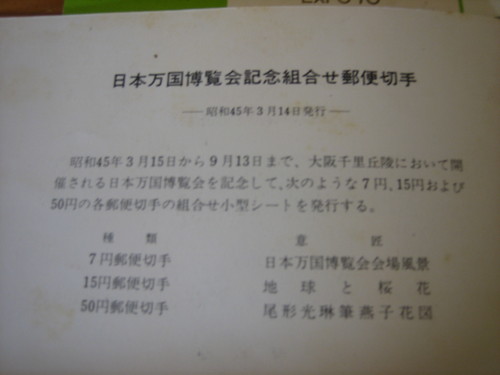 EXPO'70
日本万国博覧会記念組合せ郵便切手
――昭和45年3月14日発行――
昭和45年3月15日から9月13日まで、大阪千里丘陵において開
催される日本万国博覧会を記念して、次のような7円、15円および
50円の各郵便切手の組合せ小型シートを発行する。
種類 意匠
7円郵便切手 日本万国博覧会会場風景
15円郵便切手 地球と桜花
50円郵便切手 尾形光琳筆燕子花図